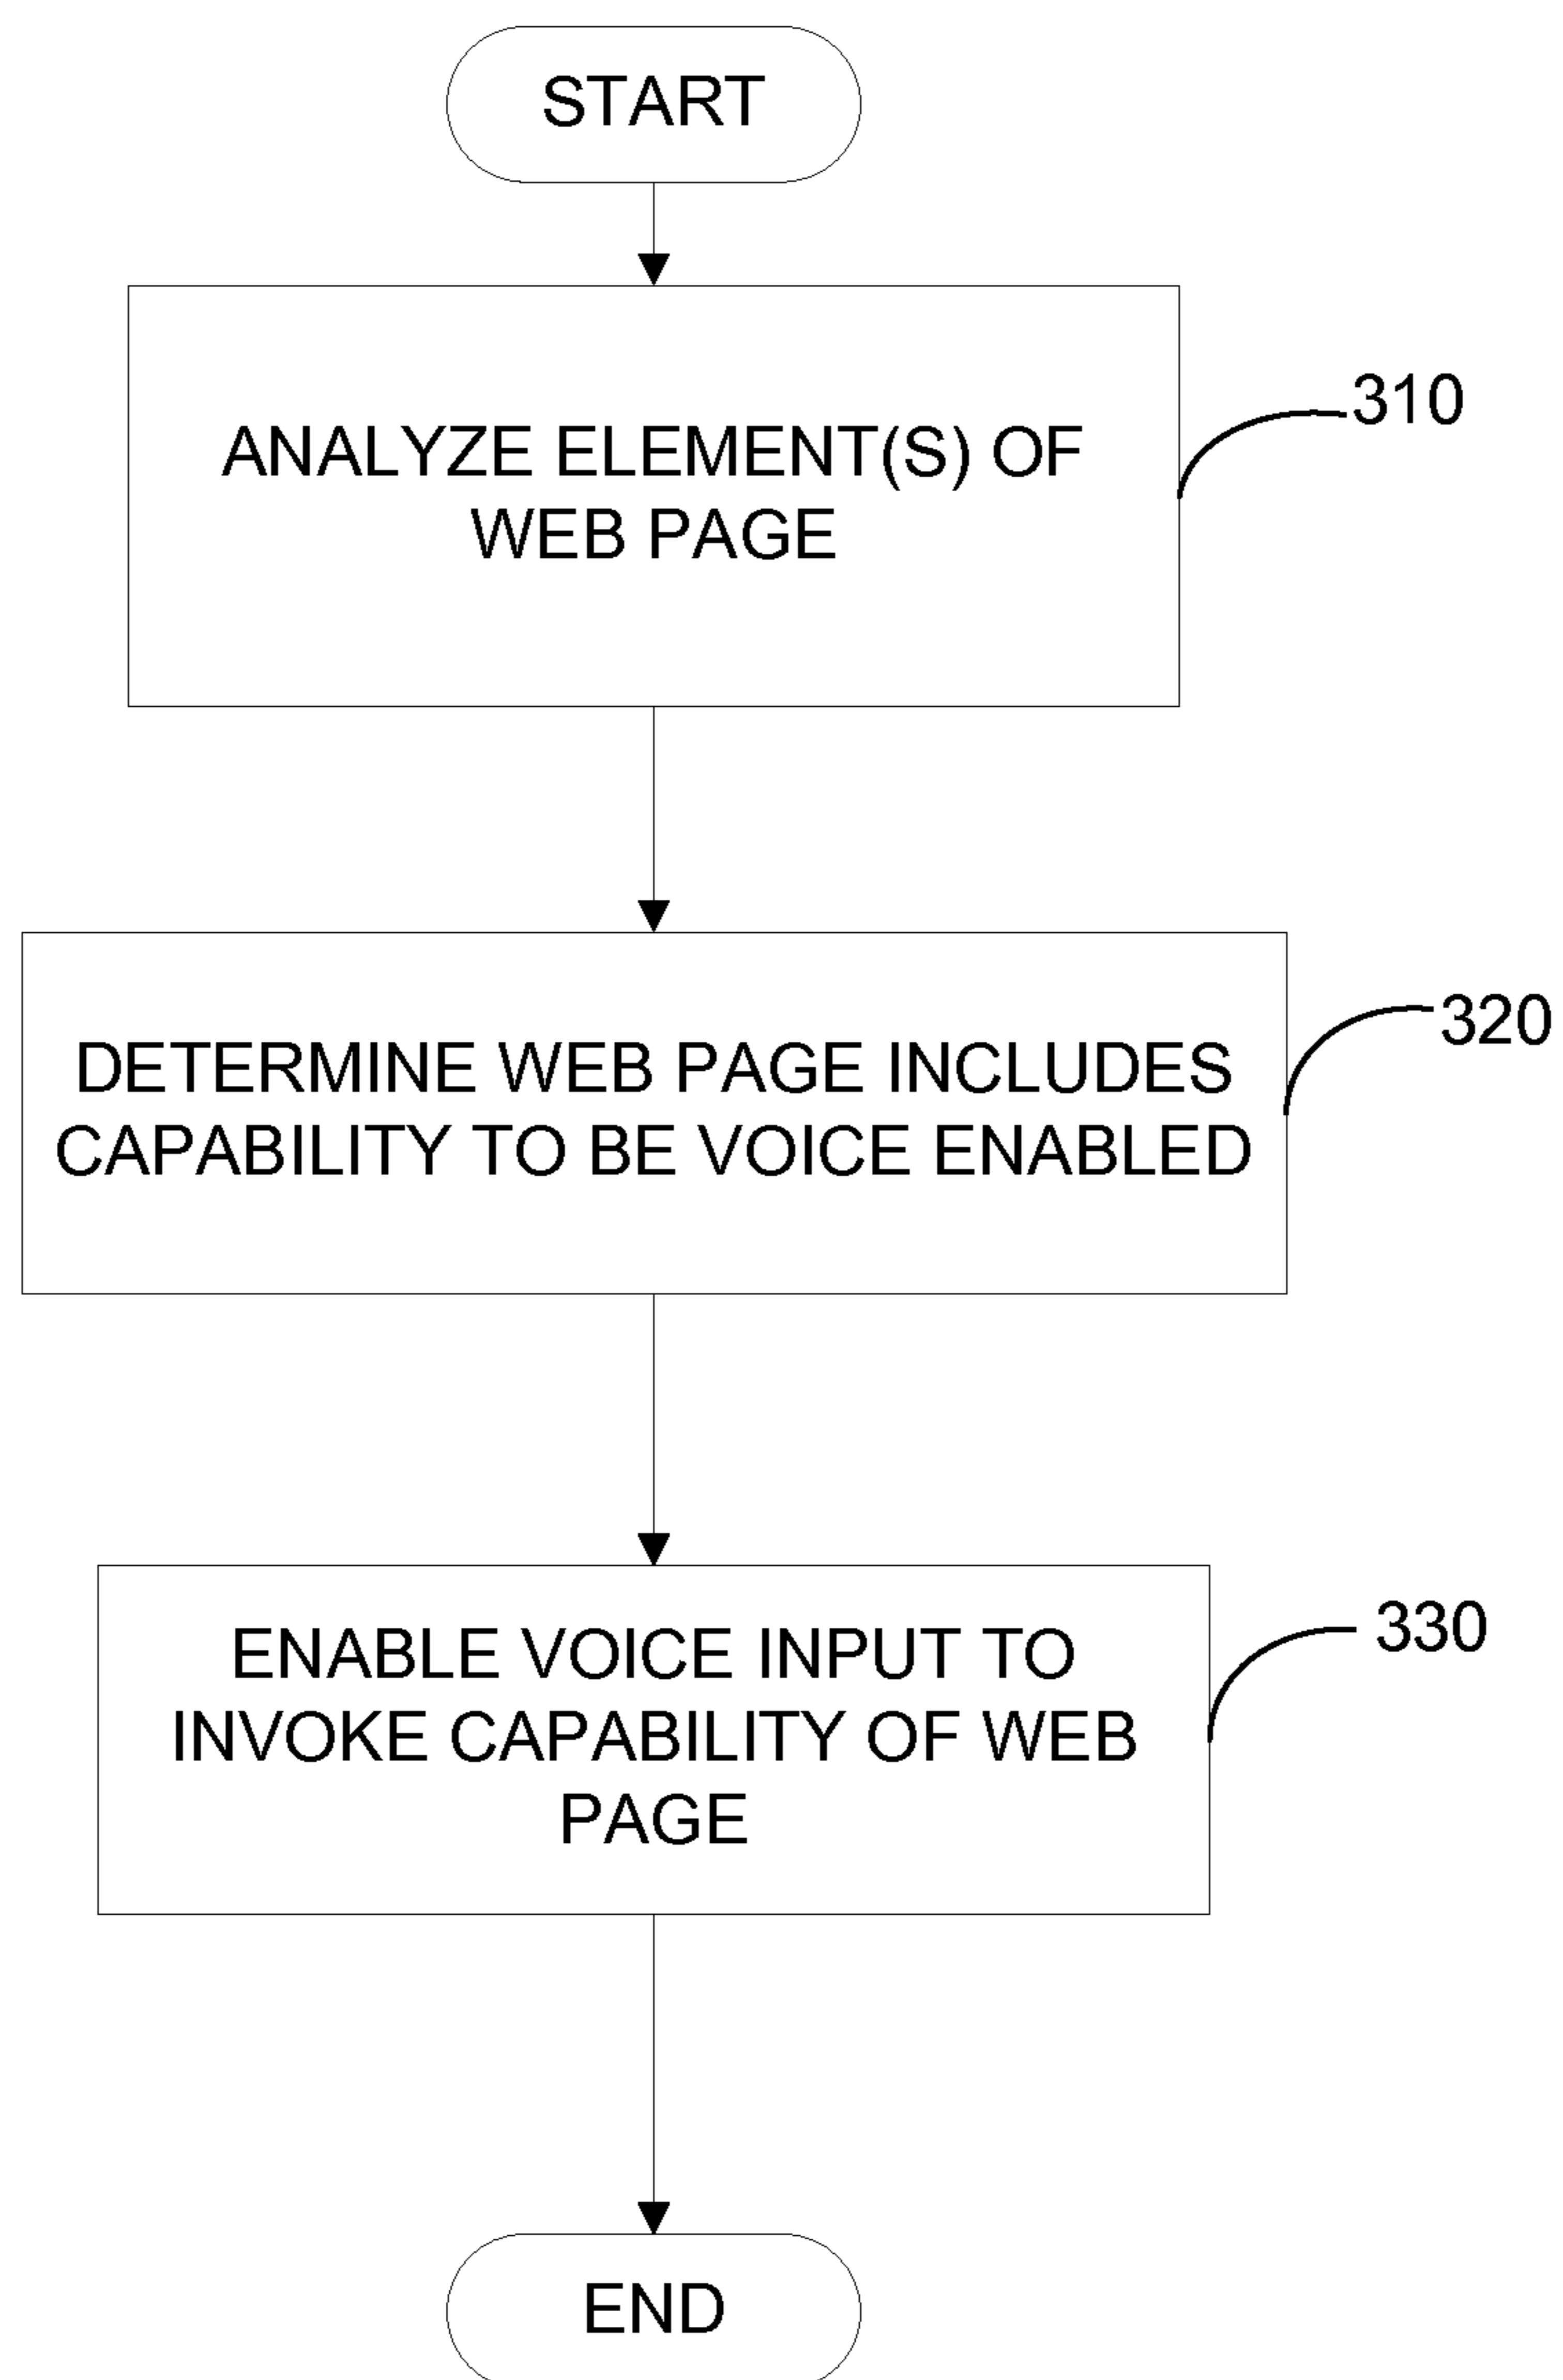 START
ANALYZE ELEMENT(S) OF
WEB PAGE
310
DETERMINE WEB PAGE INCLUDES
CAPABILITY TO BE VOICE ENABLED
320
ENABLE VOICE INPUT TO
INVOKE CAPABILITY OF WEB
PAGE
330
END